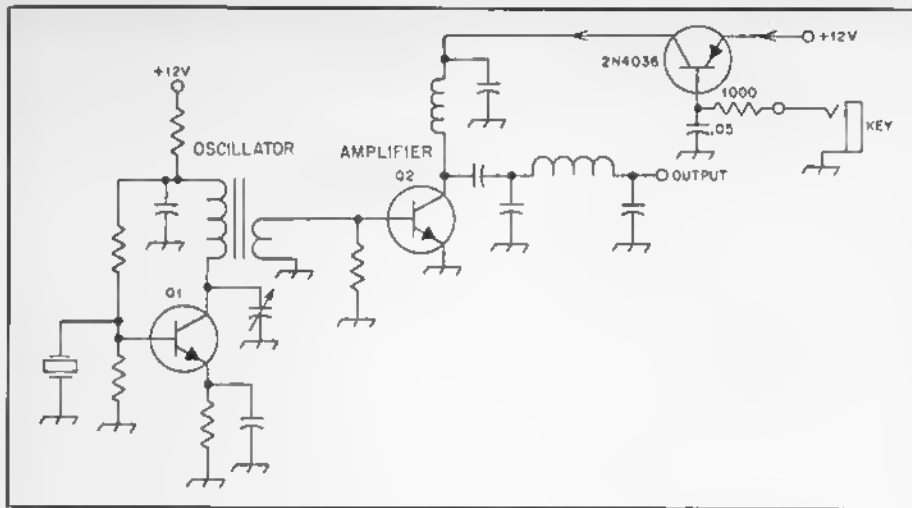 +12V
2N4036
1000
.05
KEY
+12V
OSCILLATOR
AMPLIFIER
Q2
OUTPUT
Q1